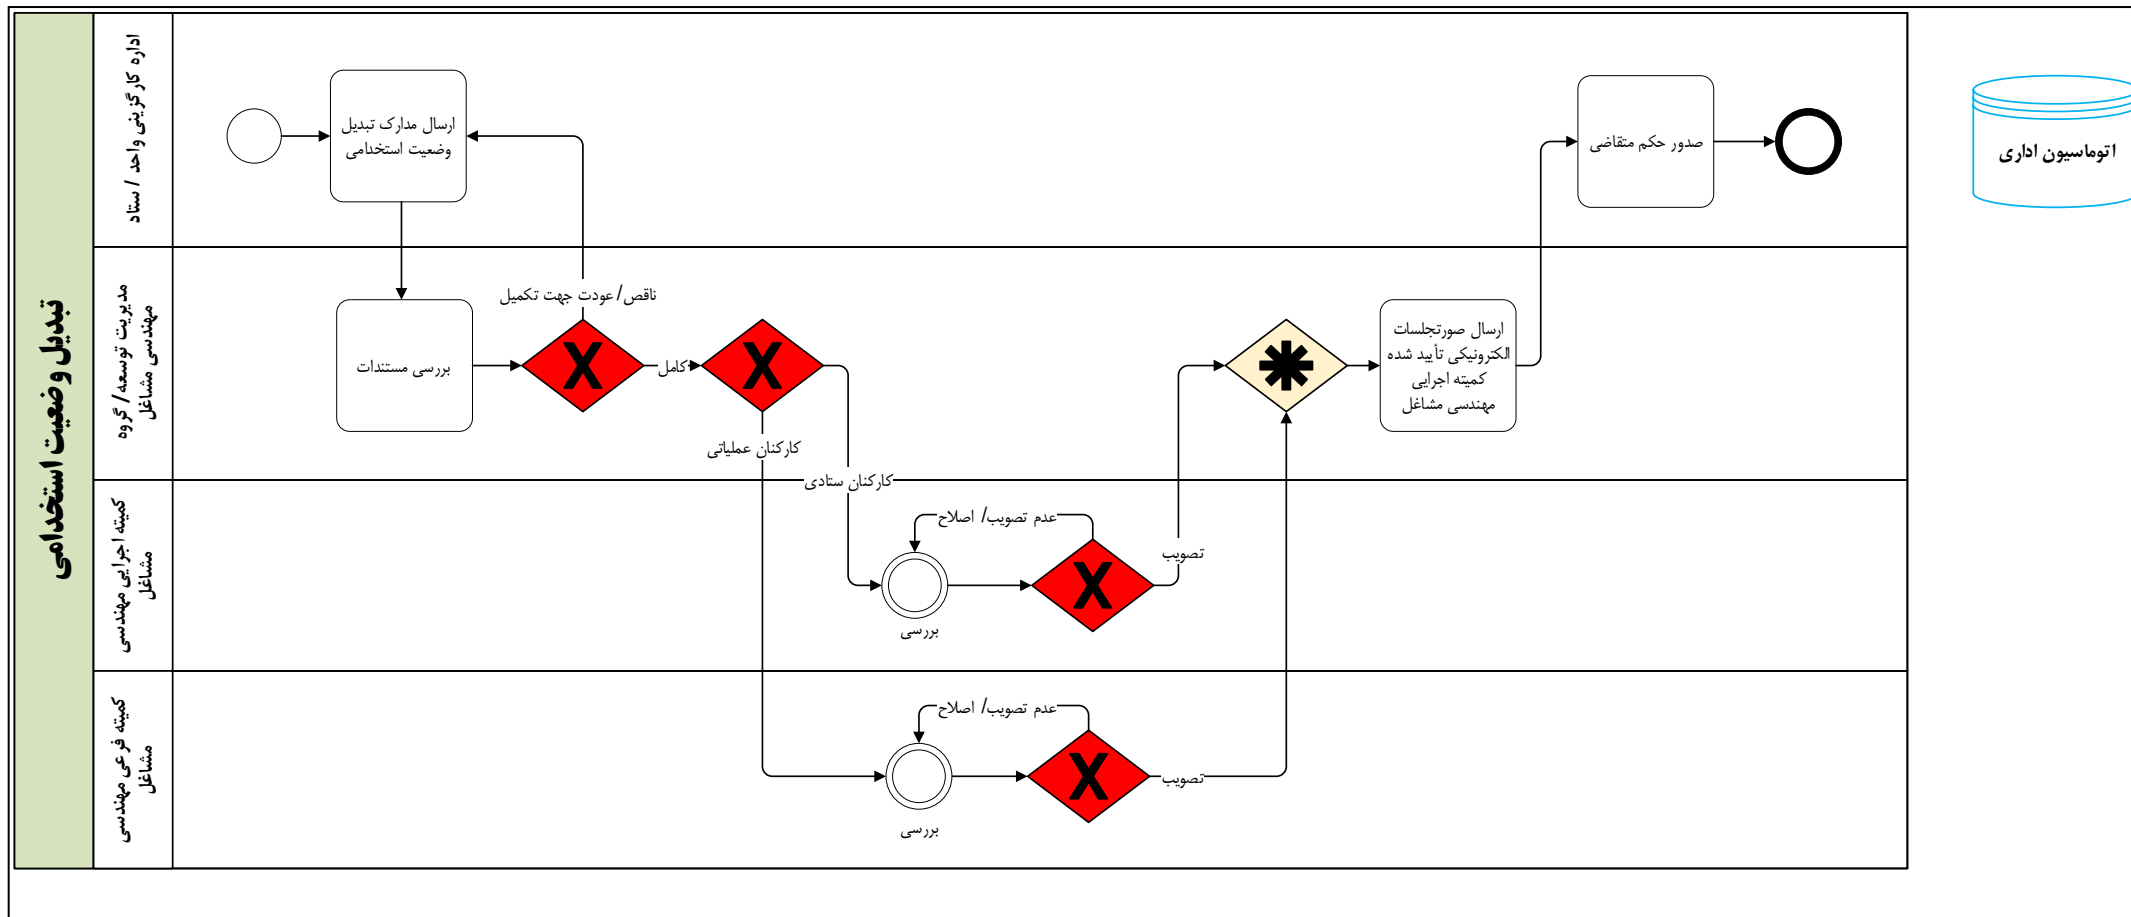 تبدیل وضعیت استخدامی
اداره کارگزینی واحد / ستاد
ارسال مدارک تبدیل
وضعیت استخدامی
صدور حکم متقاضی
اتوماسیون اداری
مدیریت توسعه/ گروه
مهندسی مشاغل
بررسی مستندات
ناقص/ عودت جهت تکمیل
کامل
کارکنان عملیاتی
کارکنان ستادی
ارسال صورتجلسات
الکترونیکی تأیید شده
کمیته اجرایی
مهندسی مشاغل
کمیته اجرایی مهندسی
مشاغل
عدم تصویب/ اصلاح
بررسی
تصویب
کمیته فرعی مهندسی
مشاغل
عدم تصویب/ اصلاح
بررسی
تصویب